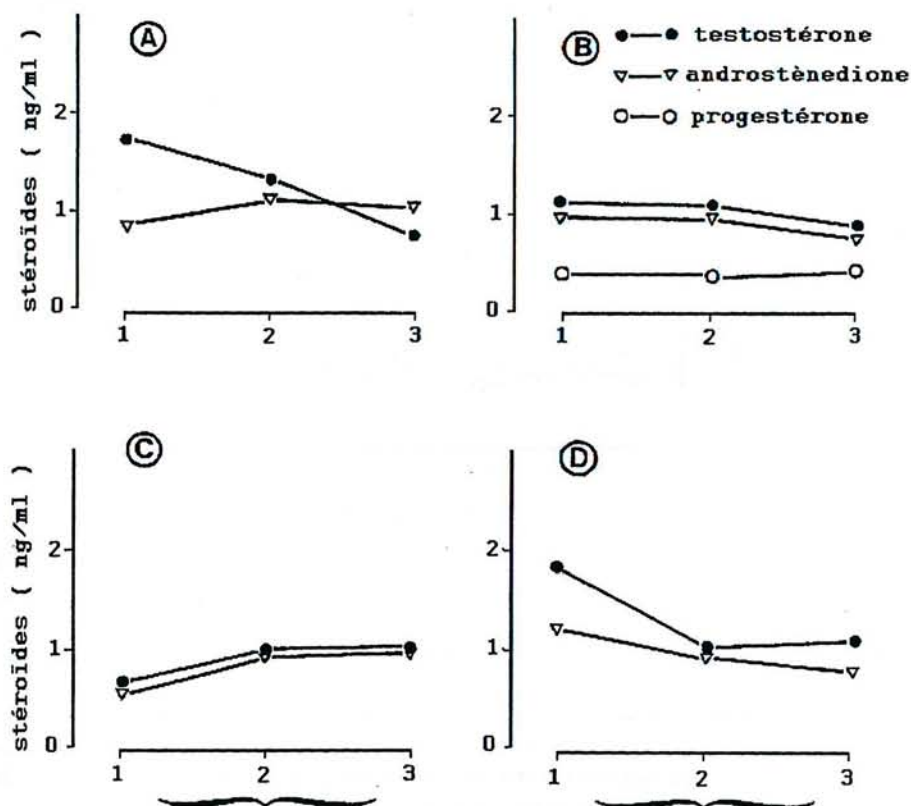 A
stéroïdes ( ng/ml )
2
1
0
1 2 3
B
testostérone
androstènedione
progestérone
2
1
0
1 2 3
C
stéroïdes ( ng/ml )
2
1
0
1 2 3
D
2
1
0
1 2 3